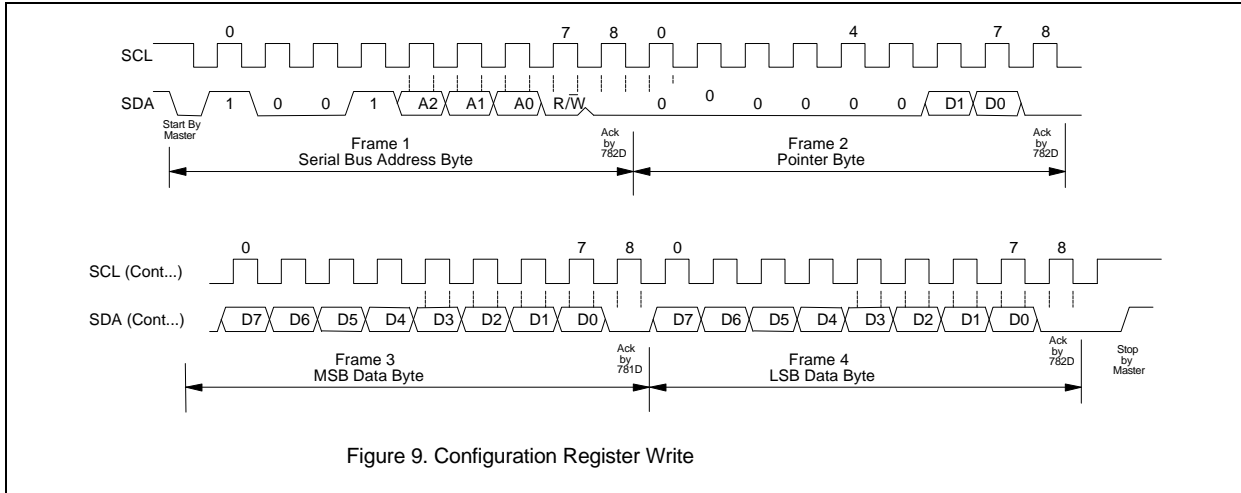 0 7 8 0 4 7 8
SCL
SDA 1 0 0 1 A2 A1 A0 R/W̅ 0 0 0 0 0 0 D1 D0
Start By
Master
Ack
by
782D
Ack
by
782D
Frame 1
Serial Bus Address Byte
Frame 2
Pointer Byte
0 7 8 0 7 8
SCL (Cont...)
SDA (Cont...) D7 D6 D5 D4 D3 D2 D1 D0 D7 D6 D5 D4 D3 D2 D1 D0
Ack
by
781D
Ack
by
782D
Stop
by
Master
Frame 3
MSB Data Byte
Frame 4
LSB Data Byte
Figure 9. Configuration Register Write